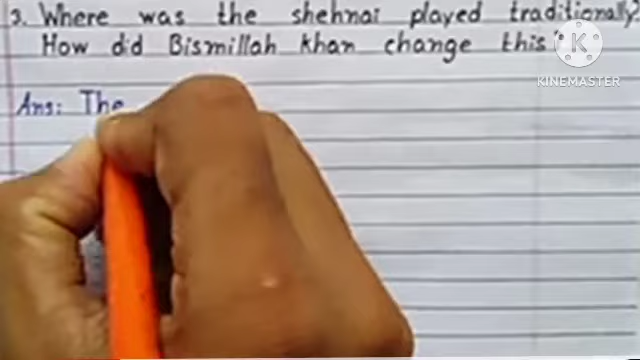 3. Where was the shehnai played traditionally?
How did Bismillah Khan change this?
Ans: The
KINEMASTER